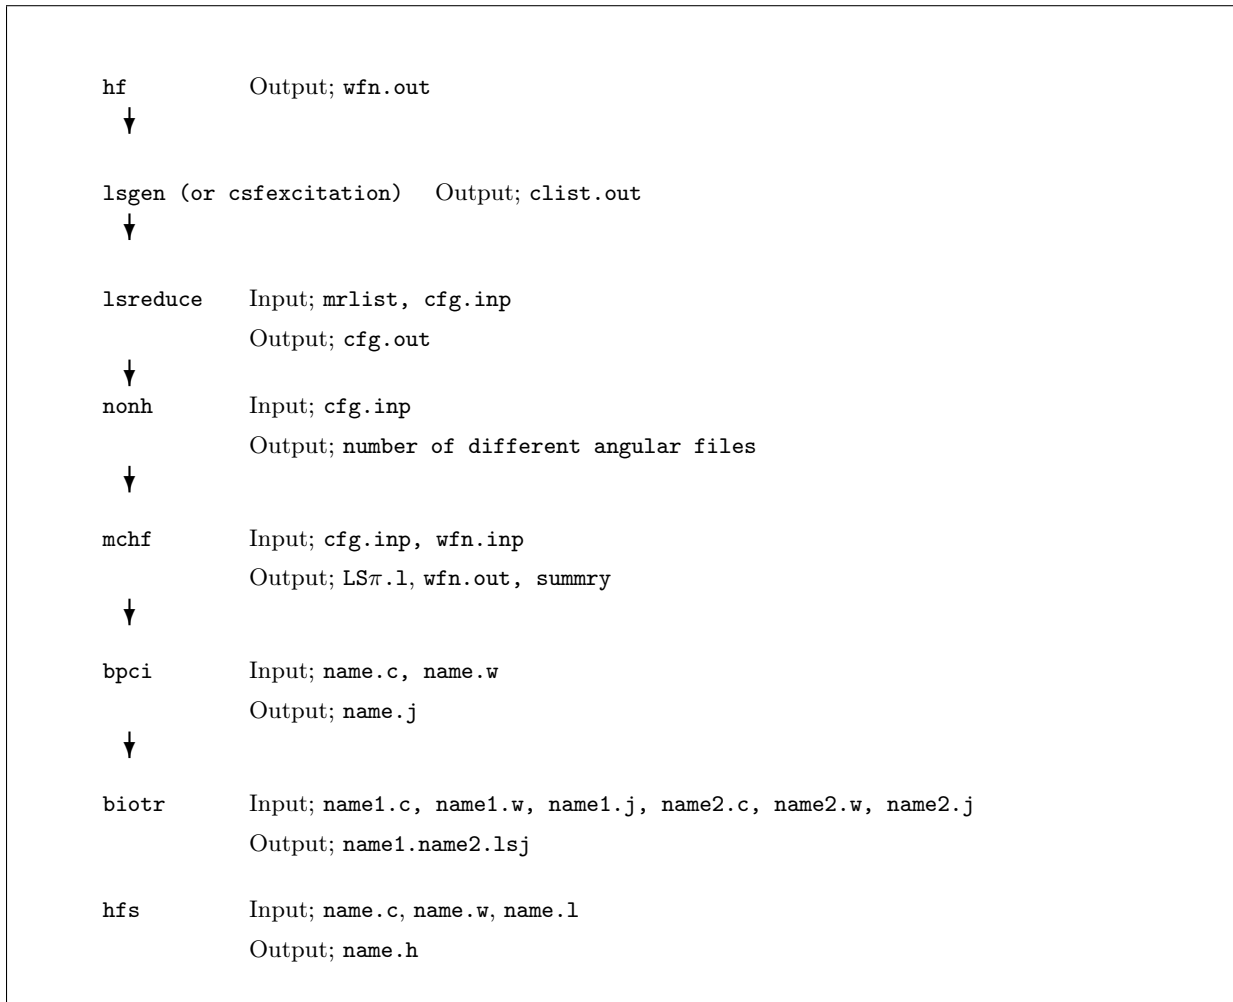 hf Output; wfn.out
lsgen (or csfexcitation) Output; clist.out
lsreduce Input; mrlist, cfg.inp
Output; cfg.out
nonh Input; cfg.inp
Output; number of different angular files
mchf Input; cfg.inp, wfn.inp
Output; LSπ.l, wfn.out, summry
bpci Input; name.c, name.w
Output; name.j
biotr Input; name1.c, name1.w, name1.j, name2.c, name2.w, name2.j
Output; name1.name2.lsj
hfs Input; name.c, name.w, name.l
Output; name.h